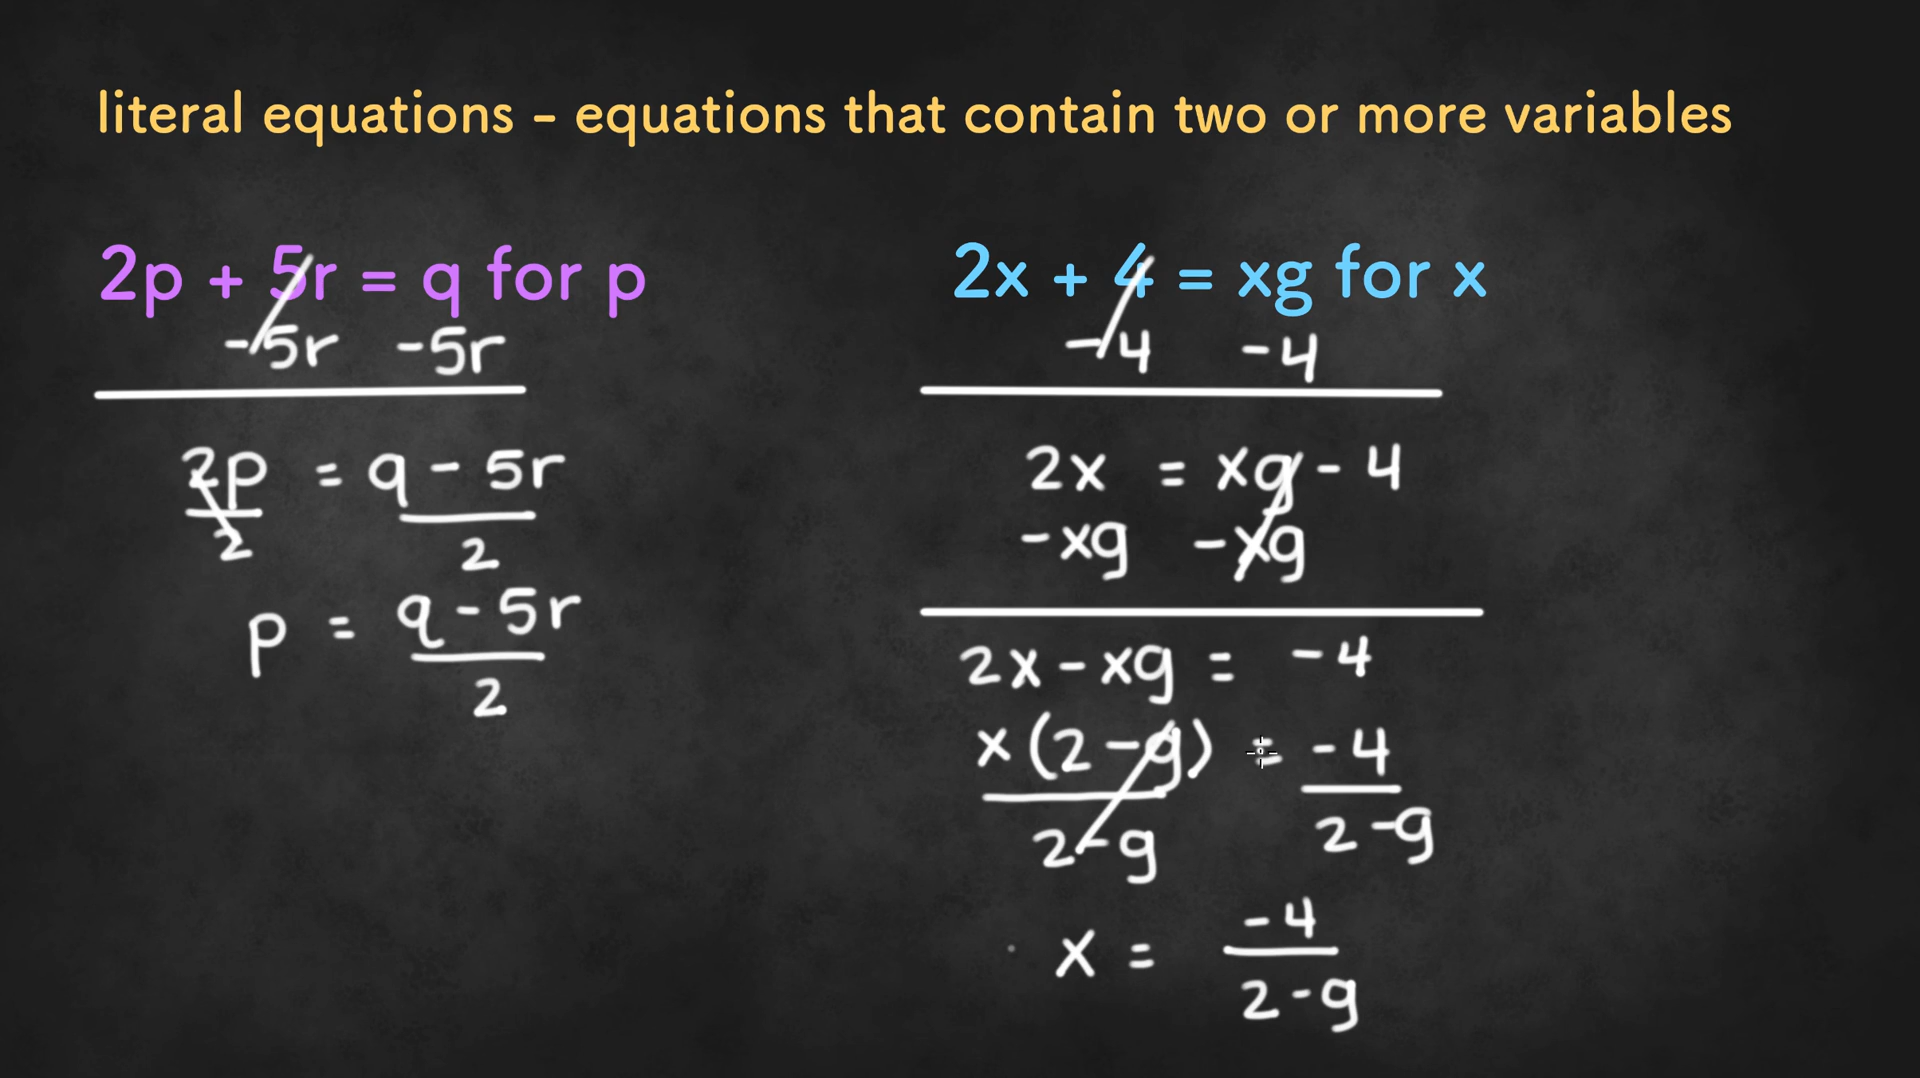 literal equations - equations that contain two or more variables
2p + 5r = q for p
-5r -5r
2p = q - 5r
2 2
p = q - 5r
2
2x + 4 = xg for x
-4 -4
2x = xg - 4
-xg -xg
2x - xg = -4
x (2 - g) = -4
2 - g 2 - g
x = -4
2 - g